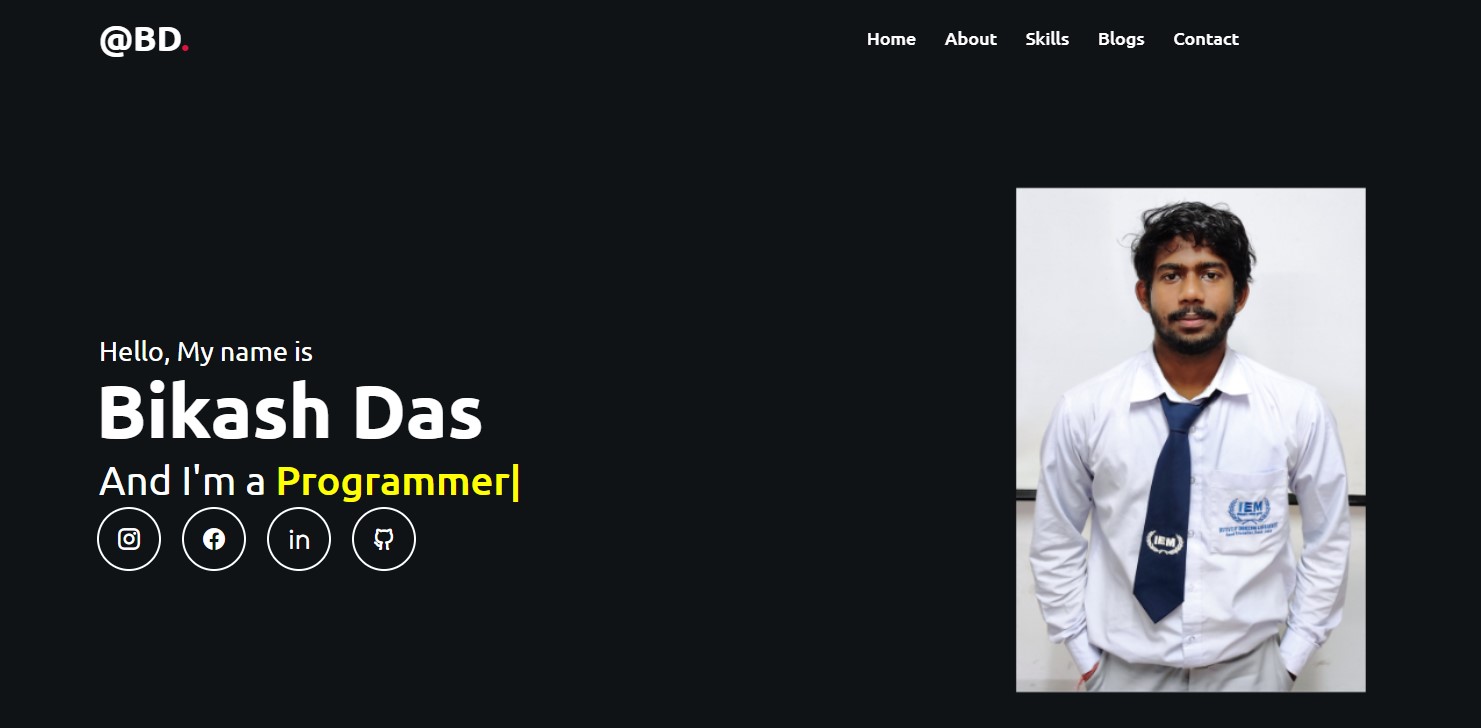 @BD.
Home About Skills Blogs Contact
Hello, My name is
Bikash Das
And I'm a Programmer|
in
IEM
IEM